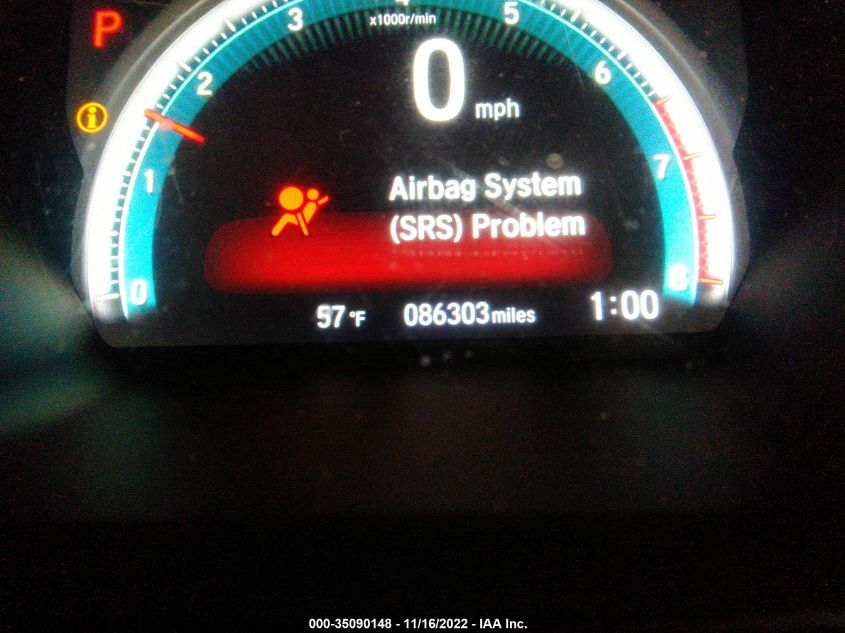 P
3
4
5
x1000r/min
2
0
mph
6
i
1
7
Airbag System
(SRS) Problem
0
8
57 °F
086303 miles
1:00
000-35090148 - 11/16/2022 - IAA Inc.